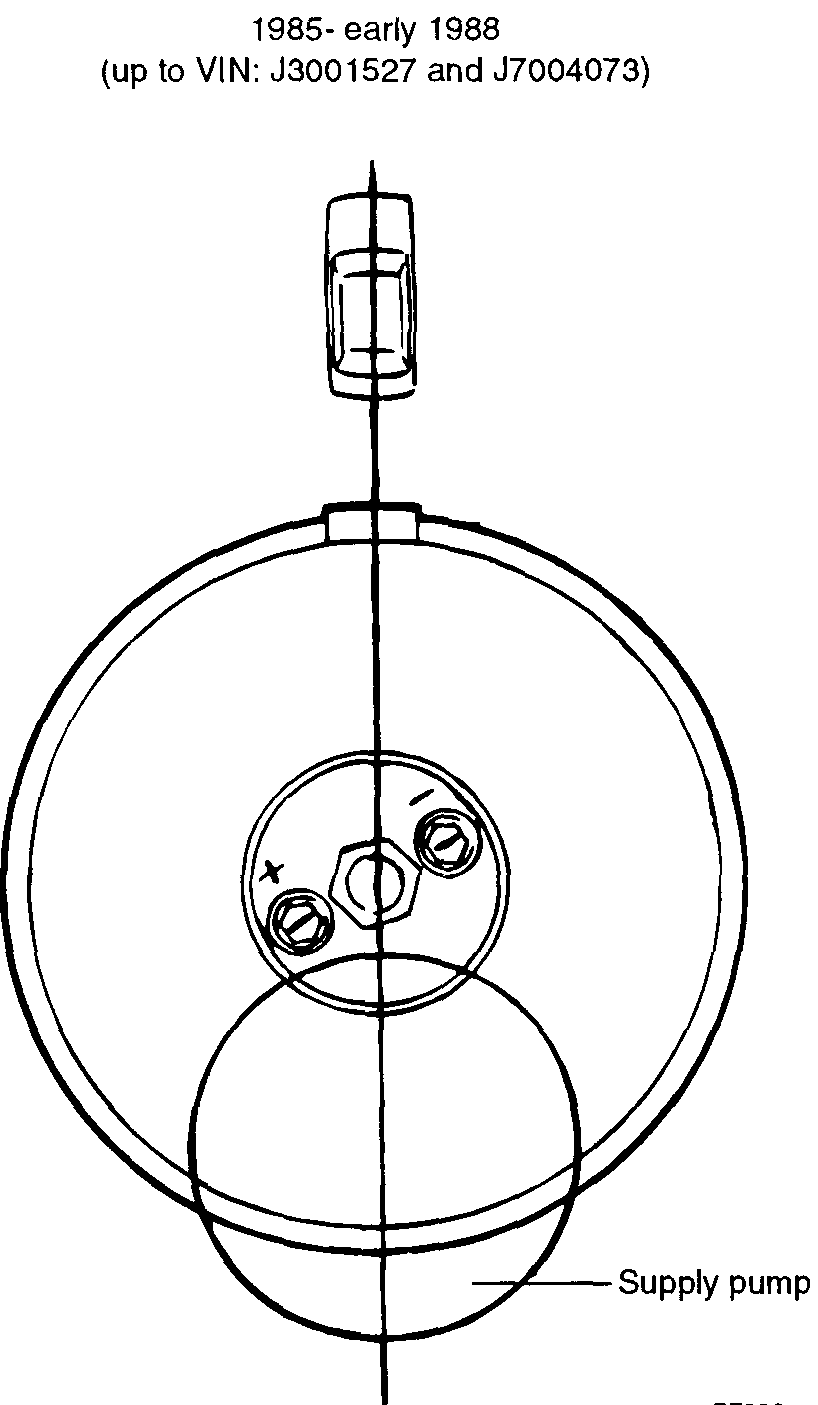 1985- early 1988
(up to VIN: J3001527 and J7004073)
-
+
Supply pump